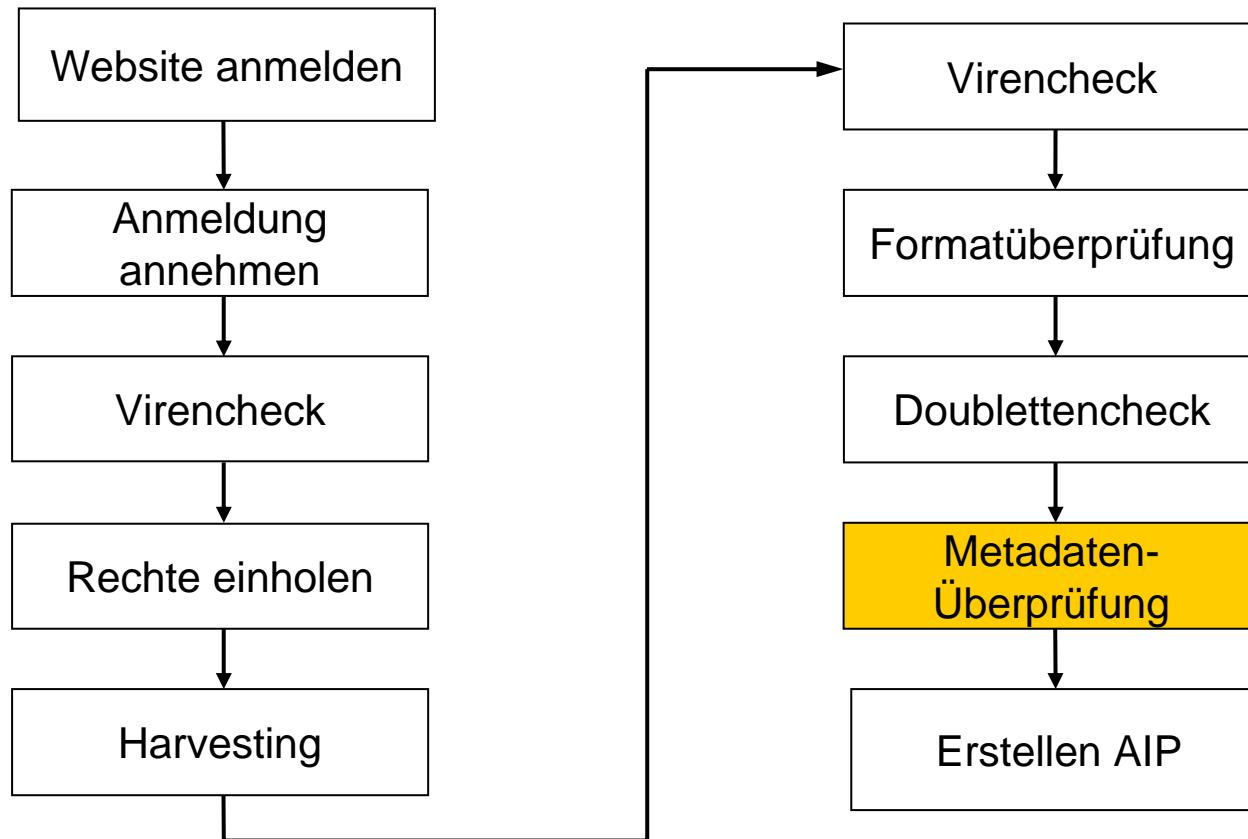 Website anmelden
Anmeldung
annehmen
Virencheck
Rechte einholen
Harvesting
Virencheck
Formatüberprüfung
Doublettencheck
Metadaten-
Überprüfung
Erstellen AIP